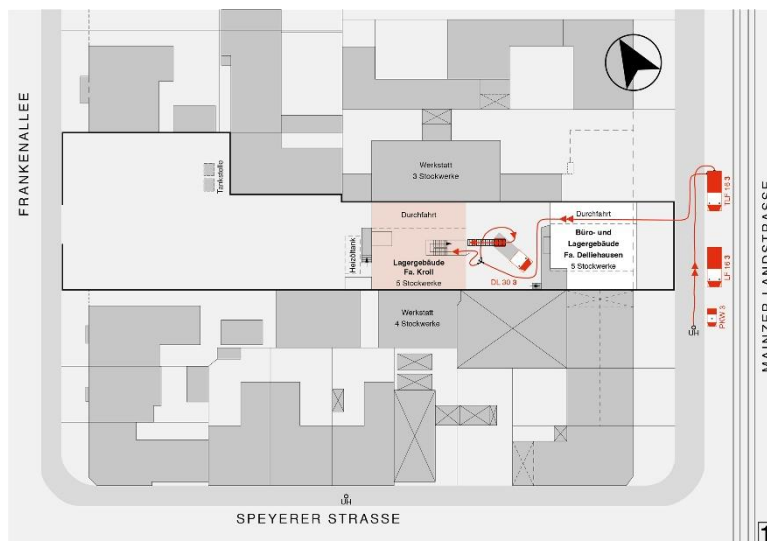 FRANKENALLEE
Tankstelle
Werkstatt
3 Stockwerke
Durchfahrt
Heizöltank
Lagergebäude
Fa. Kroll
5 Stockwerke
DL 30 3
Durchfahrt
Büro- und
Lagergebäude
Fa. Delliehausen
5 Stockwerke
Werkstatt
4 Stockwerke
TLF 16 3
LF 16 3
PKW 3
UH
MAINZER LANDSTRASSE
UH
SPEYERER STRASSE
1